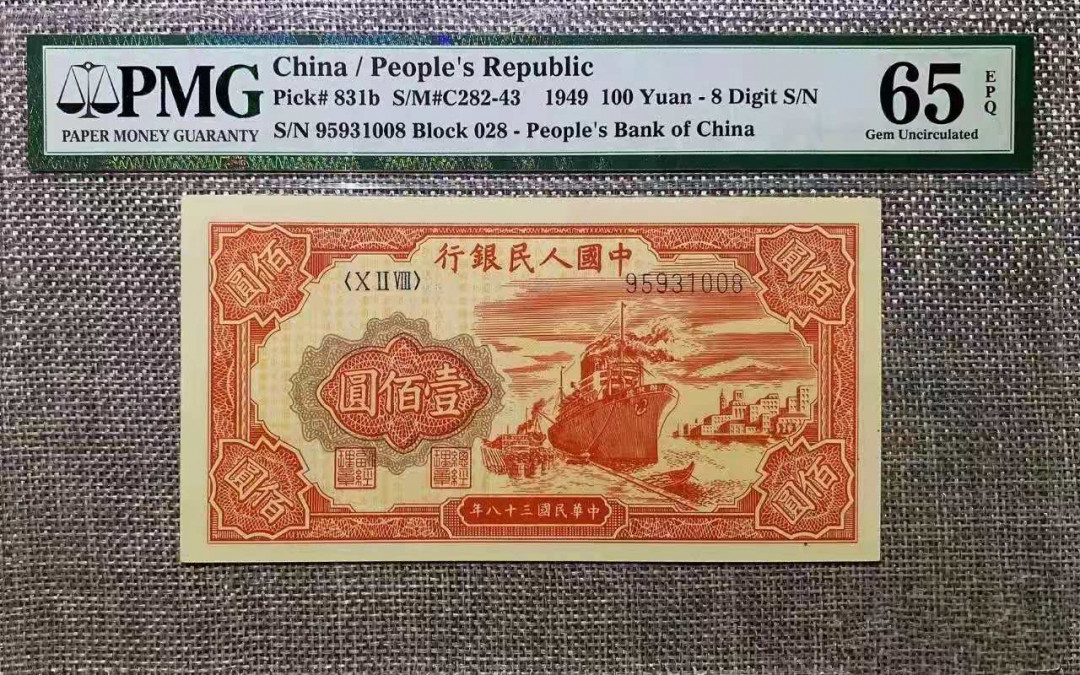 PMG
PAPER MONEY GUARANTY
China / People's Republic
Pick# 831b S/M#C282-43 1949 100 Yuan - 8 Digit S/N
S/N 95931008 Block 028 - People's Bank of China
65
EPQ
Gem Uncirculated
佰圓
佰圓
中國人民銀行
〈X II VIII〉
95931008
壹佰圓
佰圓
佰圓
中華民國三十八年